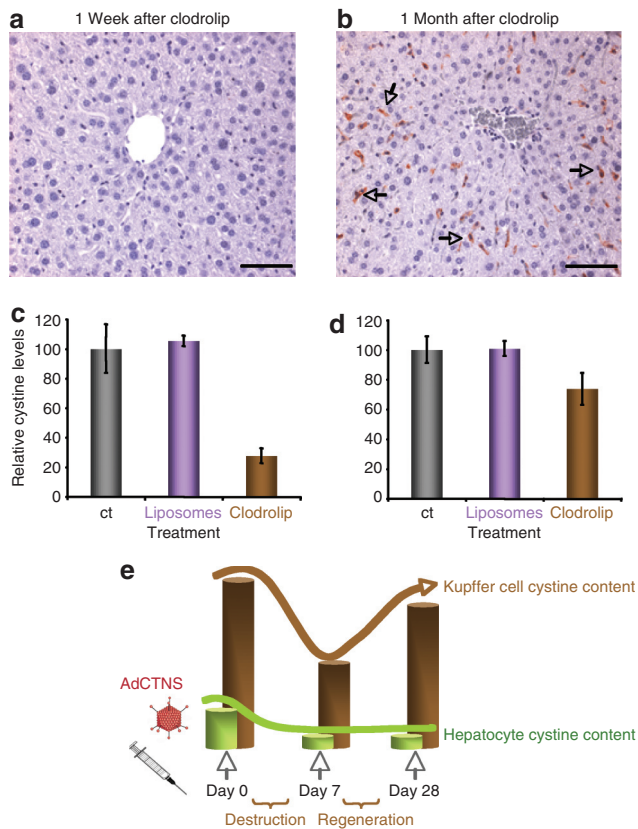 a
1 Week after clodrolip
b
1 Month after clodrolip
c
Relative cystine levels
120
100
80
60
40
20
0
ct
Liposomes
Clodrolip
Treatment
d
120
100
80
60
40
20
0
ct
Liposomes
Clodrolip
Treatment
e
Kupffer cell cystine content
AdCTNS
Hepatocyte cystine content
Day 0
Day 7
Day 28
Destruction
Regeneration